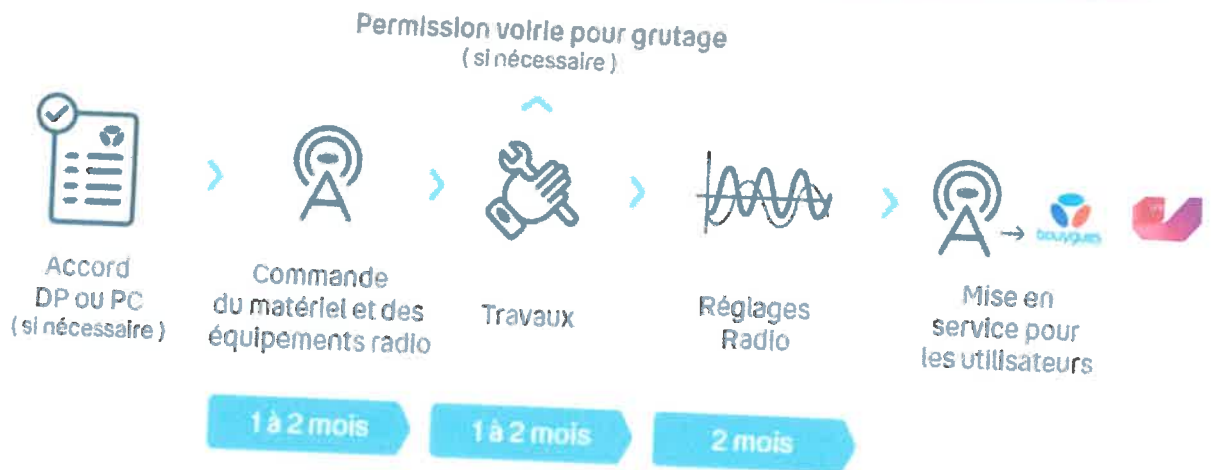 Permission voirie pour grutage
( si nécessaire )
Accord
DP ou PC
( si nécessaire )
Commande
du matériel et des
équipements radio
Travaux
Réglages
Radio
bouygues
Mise en
service pour
les utilisateurs
1 à 2 mois
1 à 2 mois
2 mois